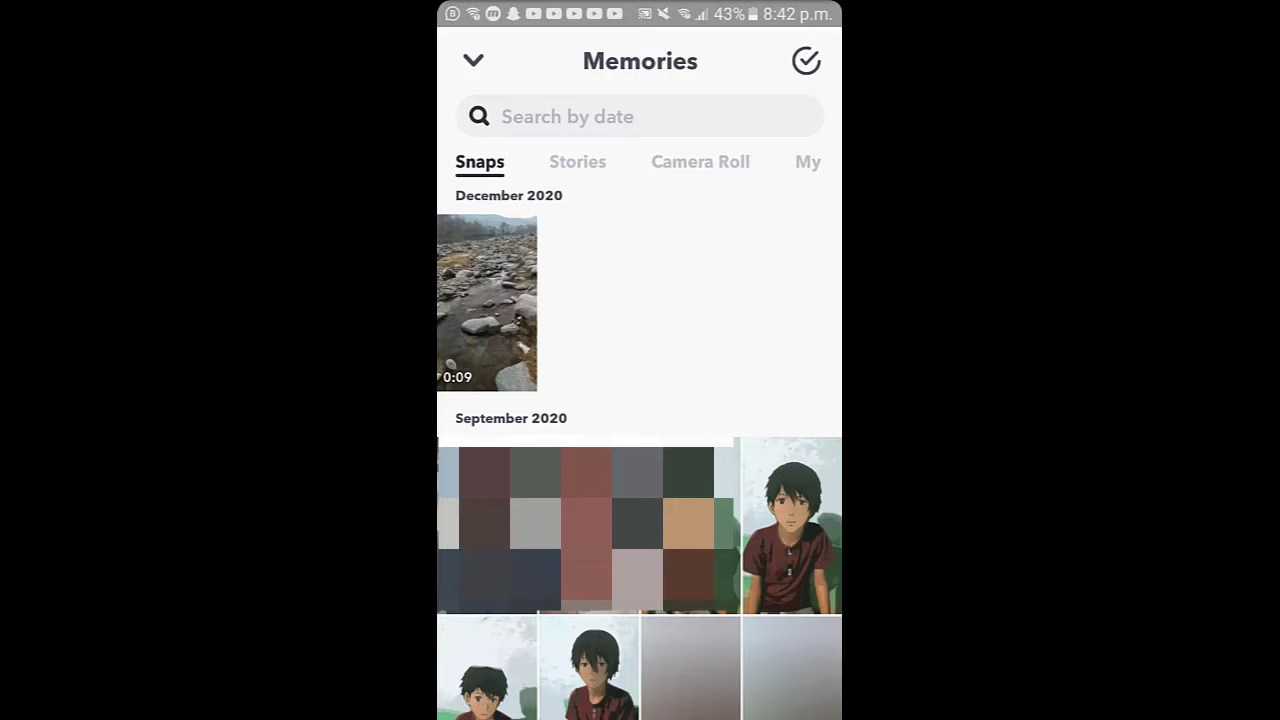 43% 8:42 p.m.
Memories
Search by date
Snaps Stories Camera Roll My
December 2020
0:09
September 2020